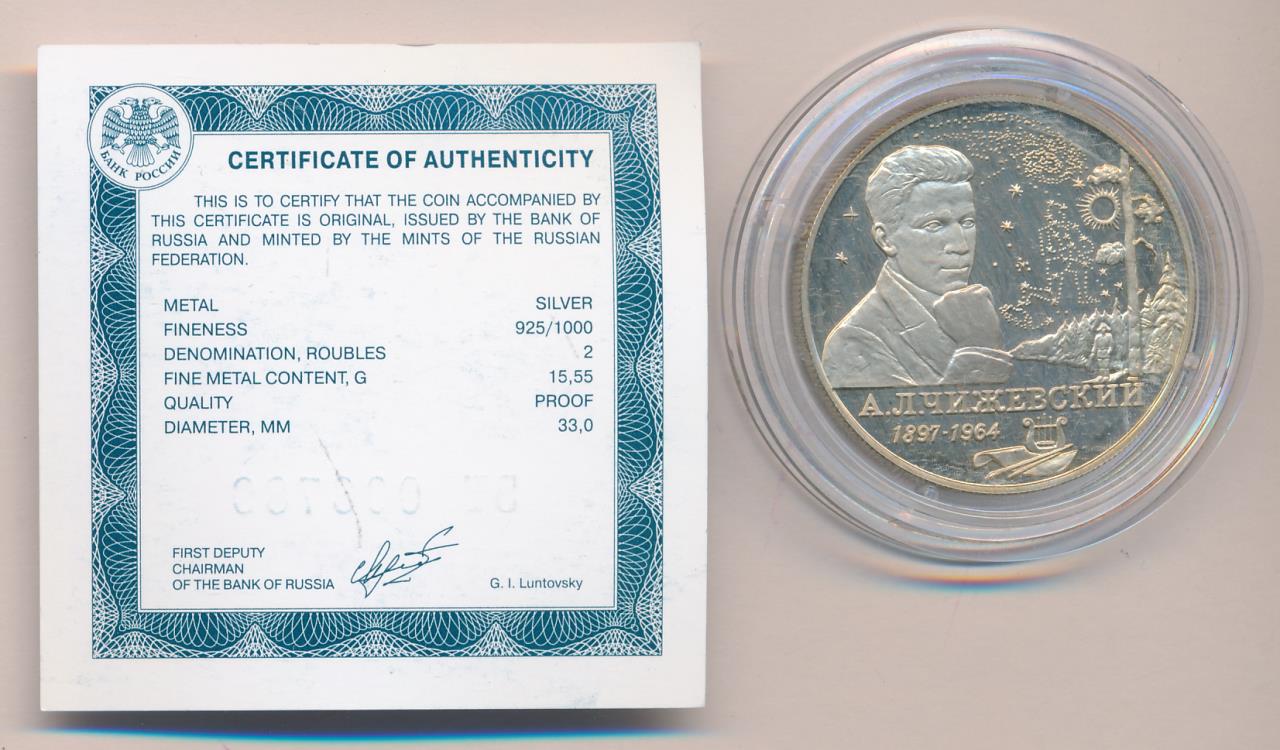 БАНК РОССИИ
CERTIFICATE OF AUTHENTICITY
THIS IS TO CERTIFY THAT THE COIN ACCOMPANIED BY
THIS CERTIFICATE IS ORIGINAL, ISSUED BY THE BANK OF
RUSSIA AND MINTED BY THE MINTS OF THE RUSSIAN
FEDERATION.
METAL SILVER
FINENESS 925/1000
DENOMINATION, ROUBLES 2
FINE METAL CONTENT, G 15,55
QUALITY PROOF
DIAMETER, MM 33,0
FIRST DEPUTY
CHAIRMAN
OF THE BANK OF RUSSIA G. I. Luntovsky
А.Л.ЧИЖЕВСКИЙ
1897-1964